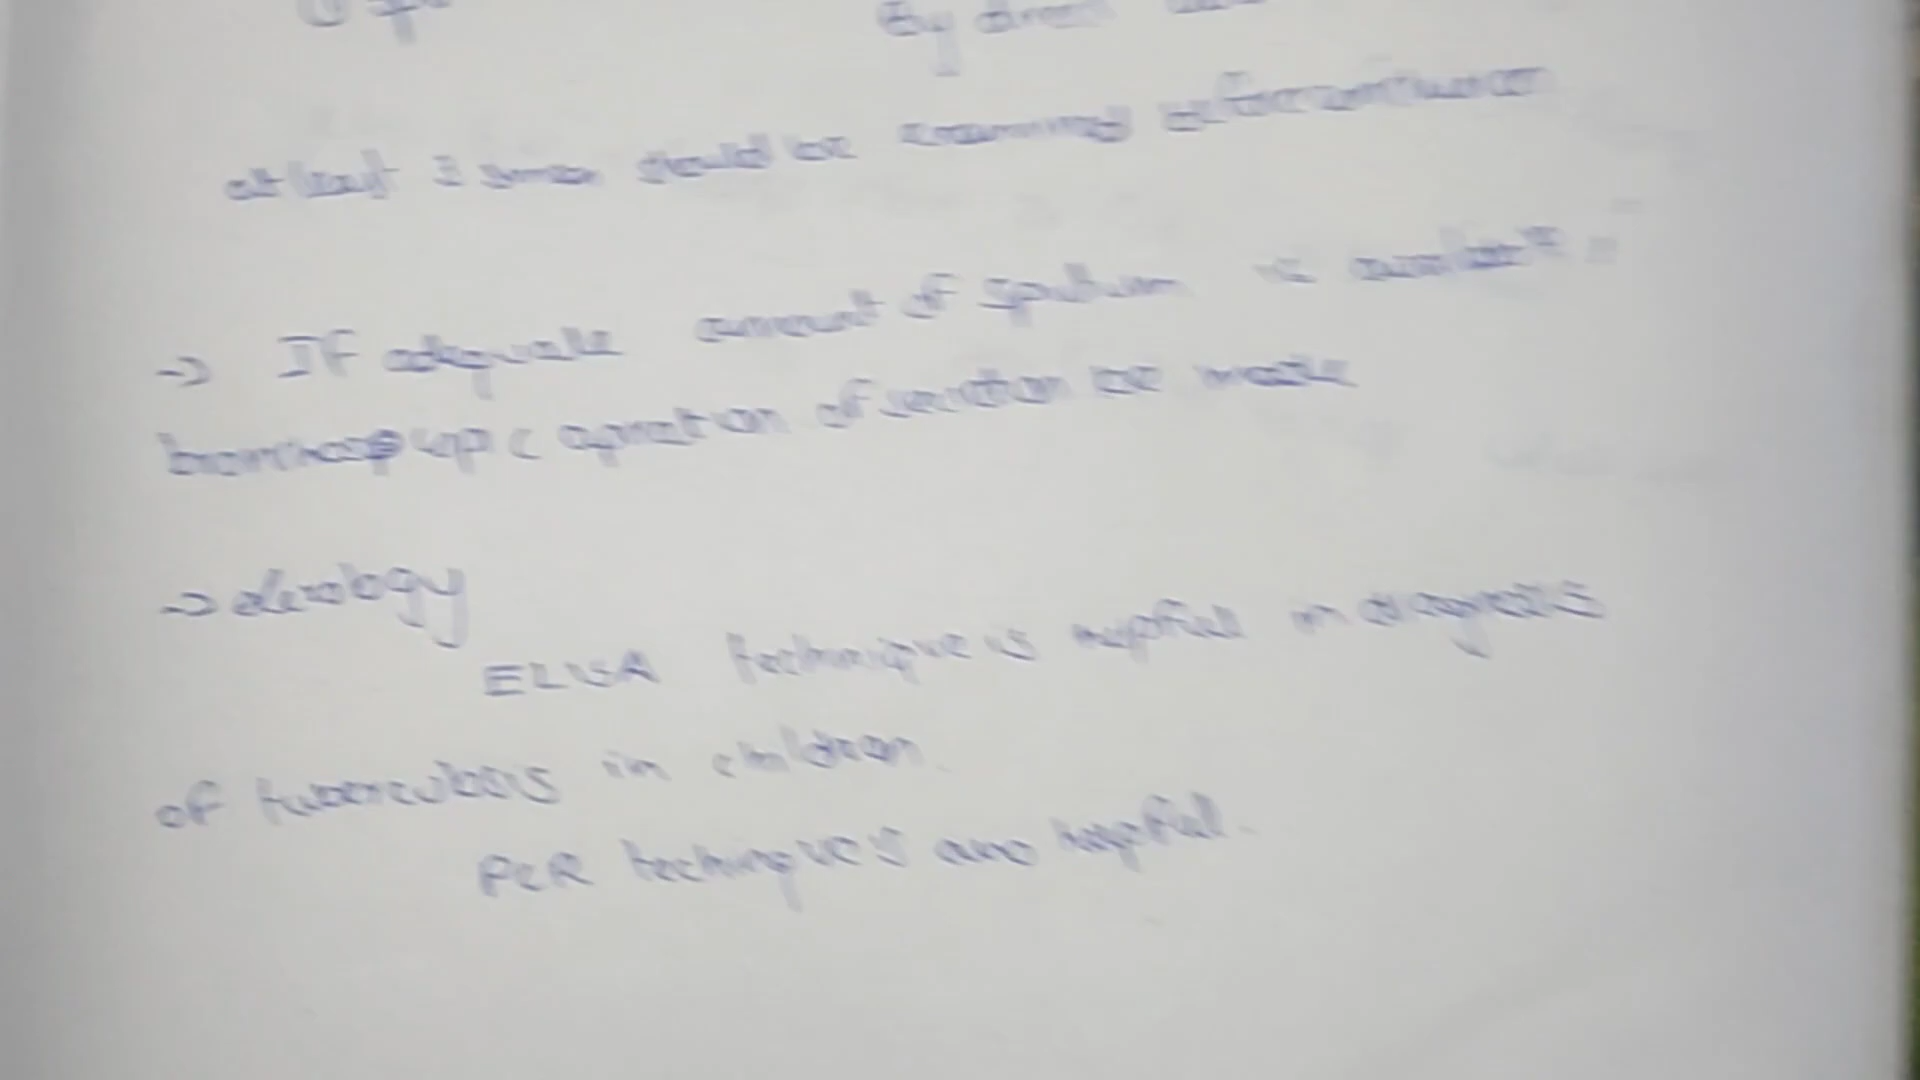 By direct
at least 3 smear should be examined
→ If adequate amount of sputum is
aspiration of secretion be made
→ Serology
ELISA technique is helpful in diagnosis
of tuberculosis in children.
PCR techniques are helpful.